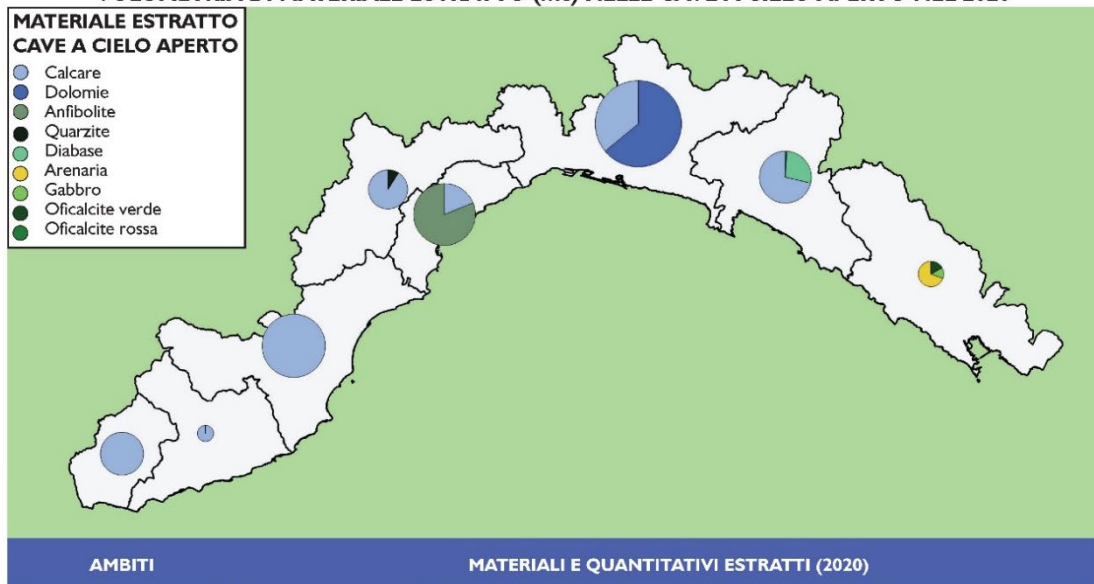 MATERIALE ESTRATTO
CAVE A CIELO APERTO
Calcare
Dolomie
Anfibolite
Quarzite
Diabase
Arenaria
Gabbro
Oficalcite verde
Oficalcite rossa
AMBITI
MATERIALI E QUANTITATIVI ESTRATTI (2020)